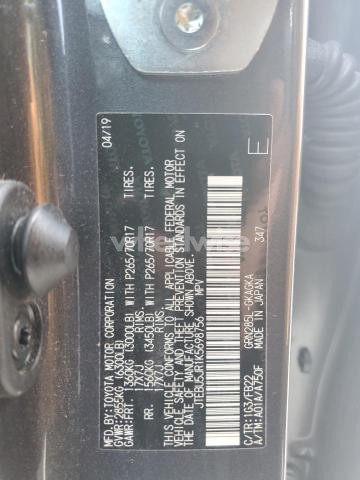 MFD.BY:TOYOTA MOTOR CORPORATION 04/19
GVWR:2855KG (6300LB)
GAWR:FRT. 1360KG (3000LB) WITH P265/70R17 TIRES.
17X7J RIMS
RR. 1560KG (3450LB) WITH P265/70R17 TIRES.
17X7J RIMS
THIS VEHICLE CONFORMS TO ALL APPLICABLE FEDERAL MOTOR
VEHICLE SAFETY AND THEFT PREVENTION STANDARDS IN EFFECT ON
THE DATE OF MANUFACTURE SHOWN ABOVE.
JTEBU5JR1K5698756 MPV
E
347
C/TR:1G3/FB22 GRN285L-GKAGKA
A/TM:A01A/A750F MADE IN JAPAN